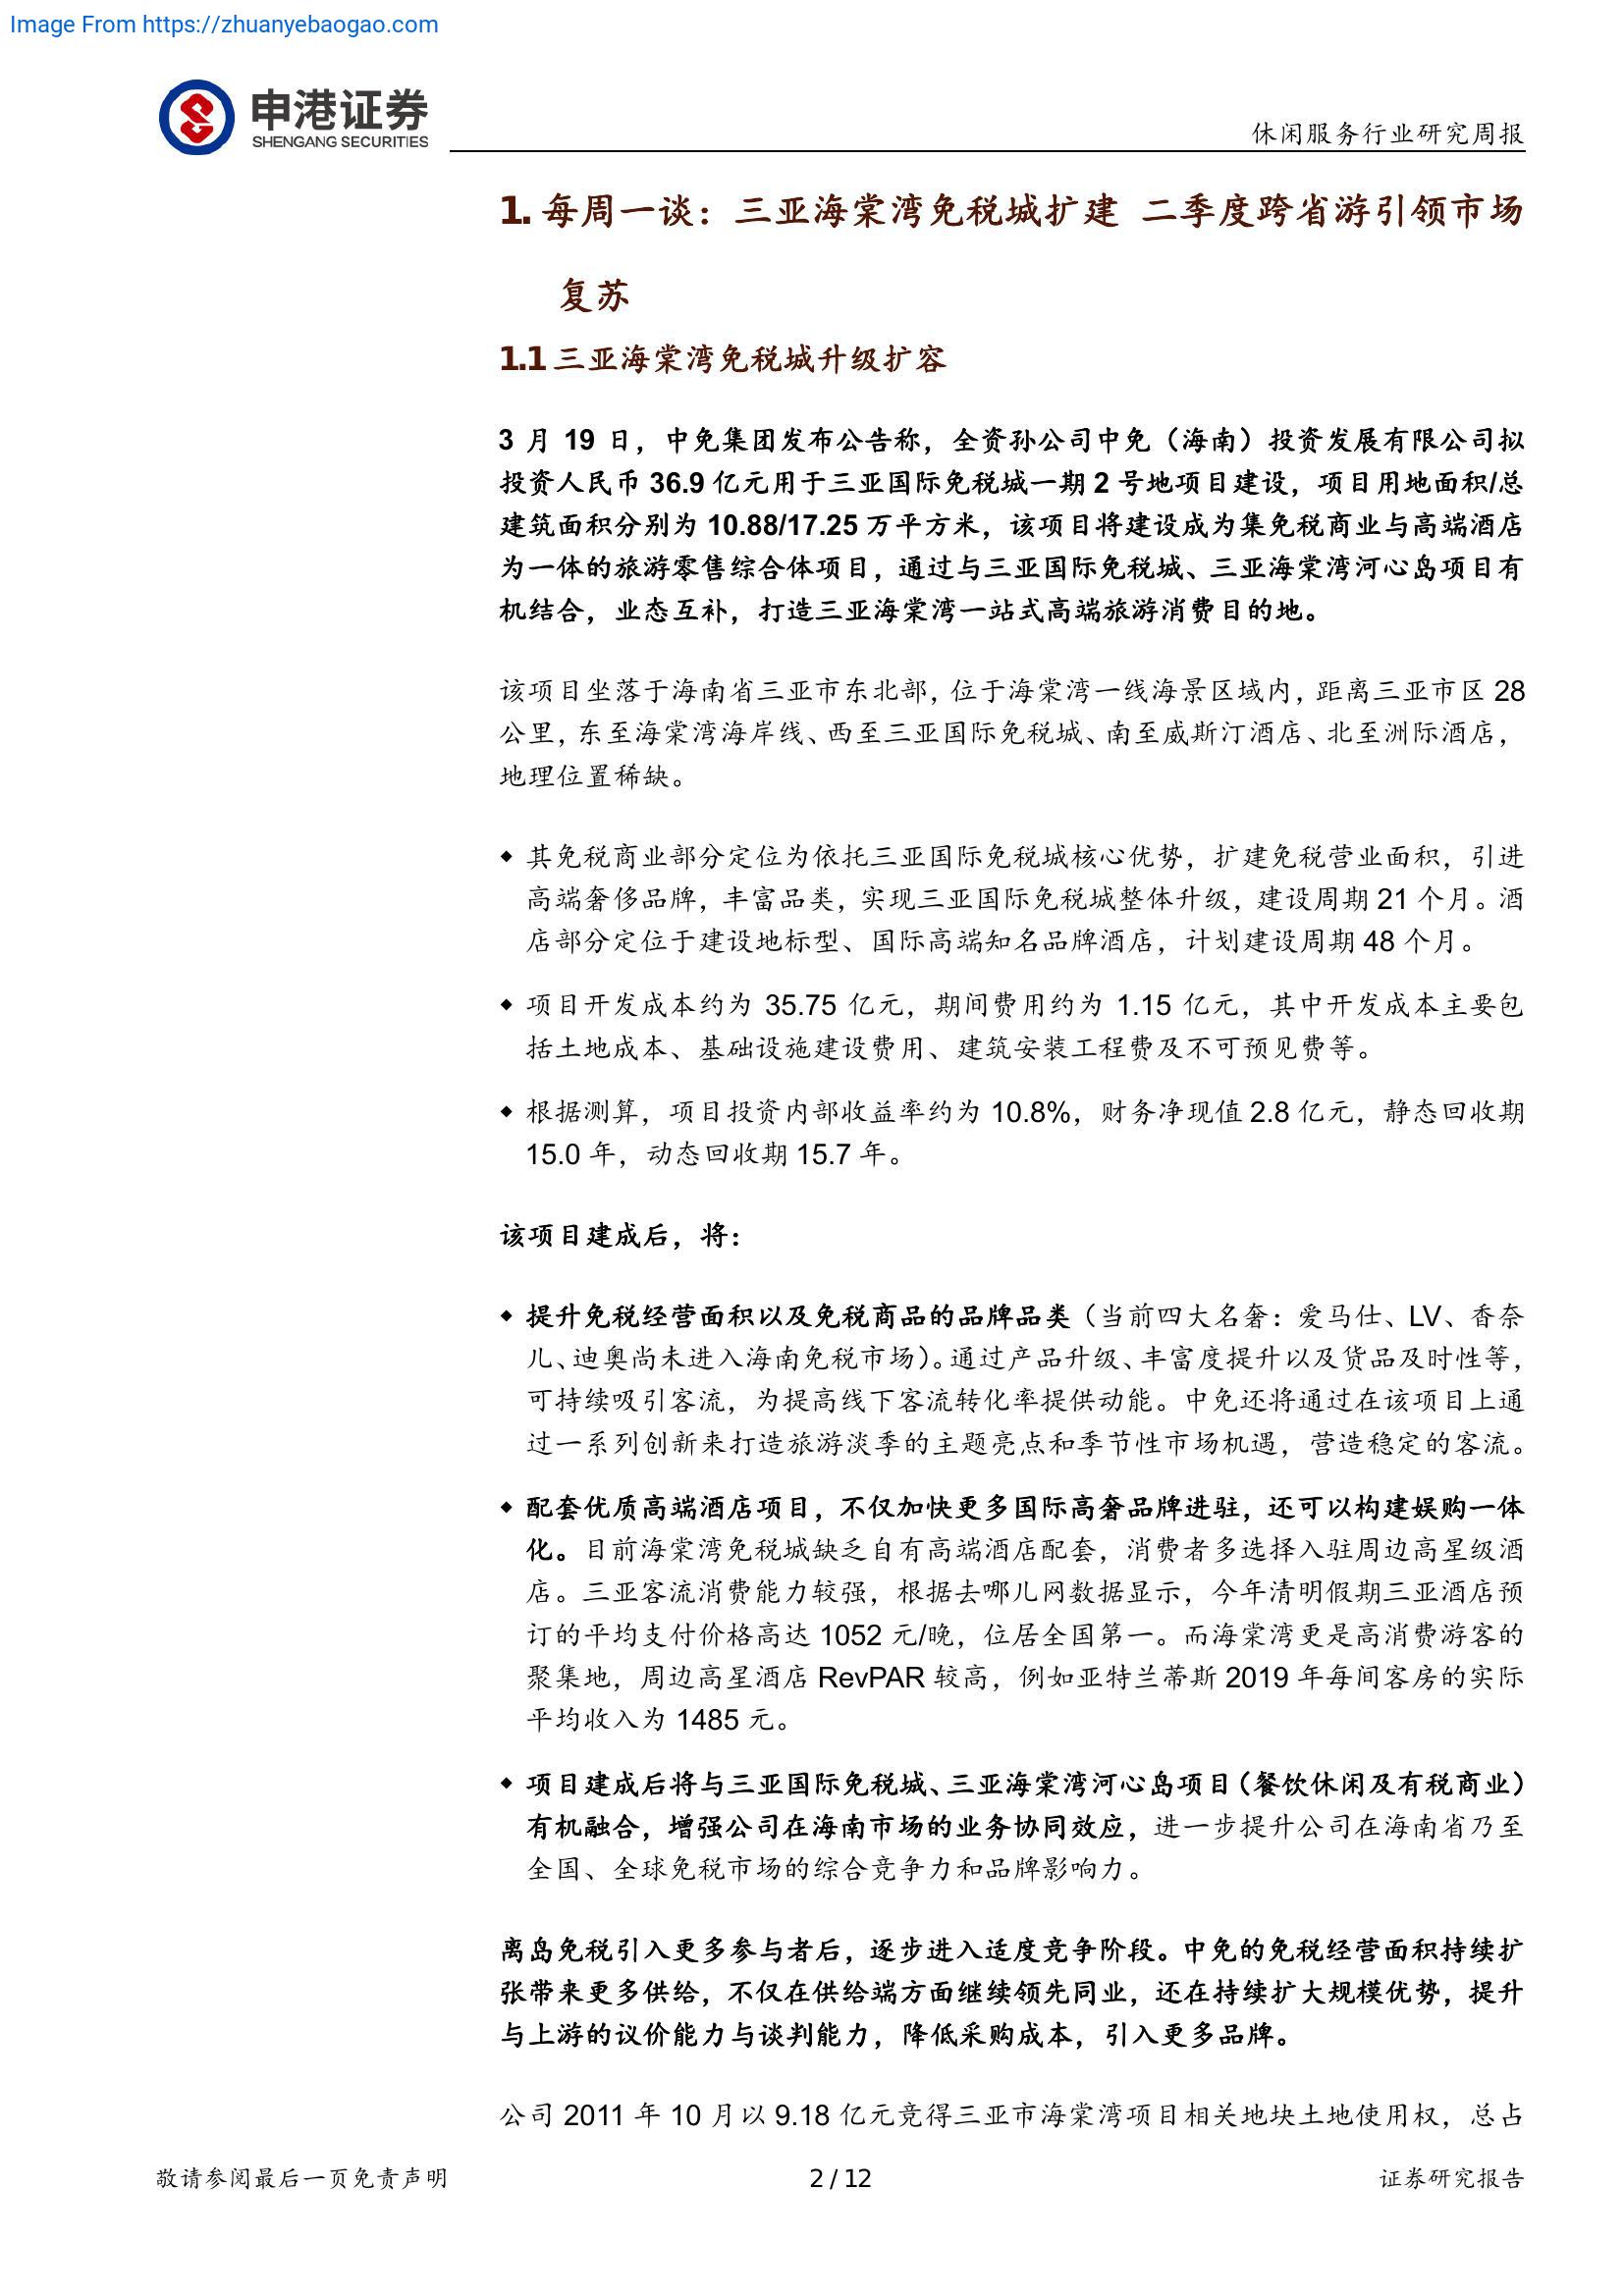 Image From https://zhuanyebaogao.com
申港证券
SHENGANG SECURITIES
休闲服务行业研究周报
1. 每周一谈：三亚海棠湾免税城扩建 二季度跨省游引领市场
复苏
1.1 三亚海棠湾免税城升级扩容
3 月 19 日，中免集团发布公告称，全资孙公司中免（海南）投资发展有限公司拟
投资人民币 36.9 亿元用于三亚国际免税城一期 2 号地项目建设，项目用地面积/总
建筑面积分别为 10.88/17.25 万平方米，该项目将建设成为集免税商业与高端酒店
为一体的旅游零售综合体项目，通过与三亚国际免税城、三亚海棠湾河心岛项目有
机结合，业态互补，打造三亚海棠湾一站式高端旅游消费目的地。
该项目坐落于海南省三亚市东北部，位于海棠湾一线海景区域内，距离三亚市区 28
公里，东至海棠湾海岸线、西至三亚国际免税城、南至威斯汀酒店、北至洲际酒店，
地理位置稀缺。
◆ 其免税商业部分定位为依托三亚国际免税城核心优势，扩建免税营业面积，引进
高端奢侈品牌，丰富品类，实现三亚国际免税城整体升级，建设周期 21 个月。酒
店部分定位于建设地标型、国际高端知名品牌酒店，计划建设周期 48 个月。
◆ 项目开发成本约为 35.75 亿元，期间费用约为 1.15 亿元，其中开发成本主要包
括土地成本、基础设施建设费用、建筑安装工程费及不可预见费等。
◆ 根据测算，项目投资内部收益率约为 10.8%，财务净现值 2.8 亿元，静态回收期
15.0 年，动态回收期 15.7 年。
该项目建成后，将：
◆ 提升免税经营面积以及免税商品的品牌品类（当前四大名奢：爱马仕、LV、香奈
儿、迪奥尚未进入海南免税市场）。通过产品升级、丰富度提升以及货品及时性等，
可持续吸引客流，为提高线下客流转化率提供动能。中免还将通过在该项目上通
过一系列创新来打造旅游淡季的主题亮点和季节性市场机遇，营造稳定的客流。
◆ 配套优质高端酒店项目，不仅加快更多国际高奢品牌进驻，还可以构建娱购一体
化。目前海棠湾免税城缺乏自有高端酒店配套，消费者多选择入驻周边高星级酒
店。三亚客流消费能力较强，根据去哪儿网数据显示，今年清明假期三亚酒店预
订的平均支付价格高达 1052 元/晚，位居全国第一。而海棠湾更是高消费游客的
聚集地，周边高星酒店 RevPAR 较高，例如亚特兰蒂斯 2019 年每间客房的实际
平均收入为 1485 元。
◆ 项目建成后将与三亚国际免税城、三亚海棠湾河心岛项目（餐饮休闲及有税商业）
有机融合，增强公司在海南市场的业务协同效应，进一步提升公司在海南省乃至
全国、全球免税市场的综合竞争力和品牌影响力。
离岛免税引入更多参与者后，逐步进入适度竞争阶段。中免的免税经营面积持续扩
张带来更多供给，不仅在供给端方面继续领先同业，还在持续扩大规模优势，提升
与上游的议价能力与谈判能力，降低采购成本，引入更多品牌。
公司 2011 年 10 月以 9.18 亿元竞得三亚市海棠湾项目相关地块土地使用权，总占
敬请参阅最后一页免责声明
2 / 12
证券研究报告